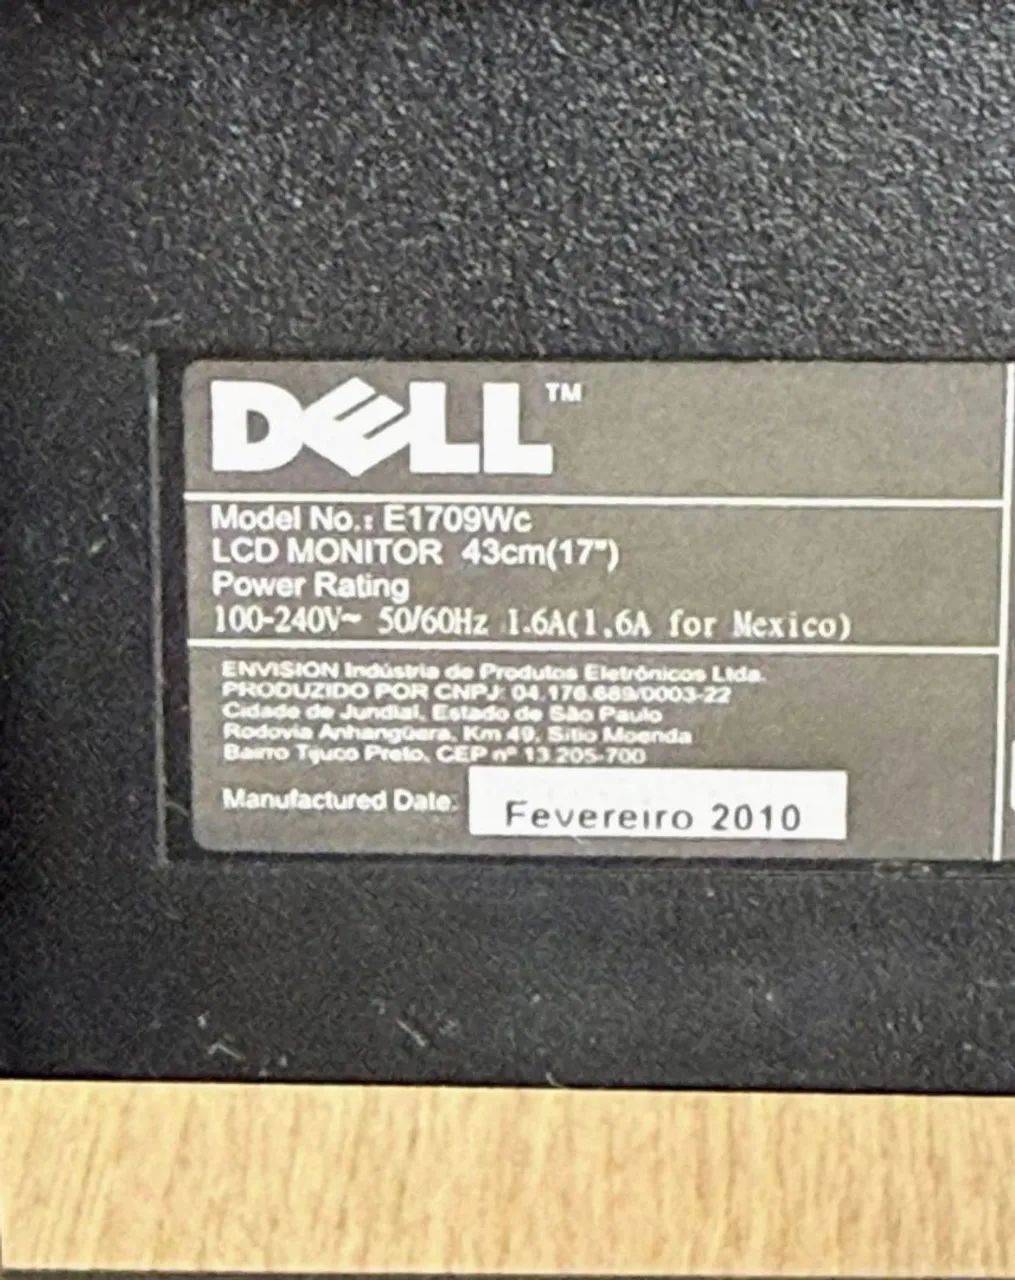 DELL™
Model No.: E1709Wc
LCD MONITOR 43cm(17")
Power Rating
100-240V~ 50/60Hz 1.6A(1.6A for Mexico)
ENVISION Indústria de Produtos Eletrônicos Ltda.
PRODUZIDO POR CNPJ: 04.176.689/0003-22
Cidade de Jundiaí, Estado de São Paulo
Rodovia Anhangüera, Km 49, Sítio Moenda
Bairro Tijuco Preto, CEP nº 13.205-700
Manufactured Date: Fevereiro 2010